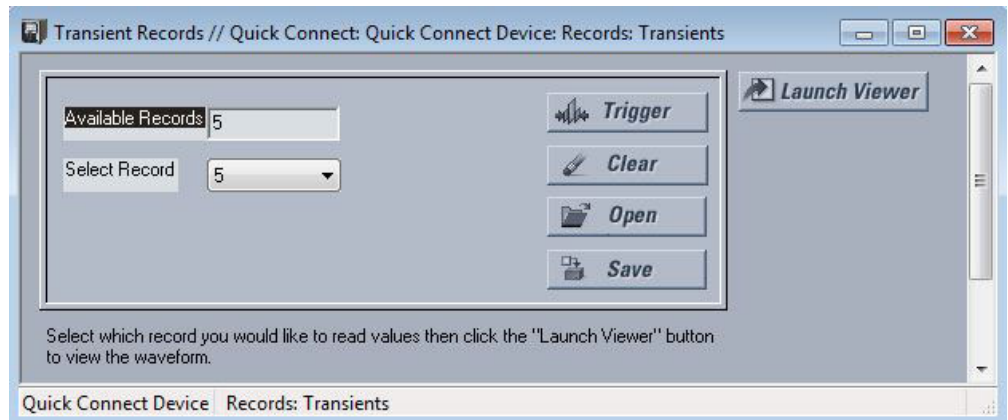 Transient Records // Quick Connect: Quick Connect Device: Records: Transients
Available Records 5
Select Record 5
Trigger
Clear
Open
Save
Launch Viewer
Select which record you would like to read values then click the "Launch Viewer" button
to view the waveform.
Quick Connect Device Records: Transients